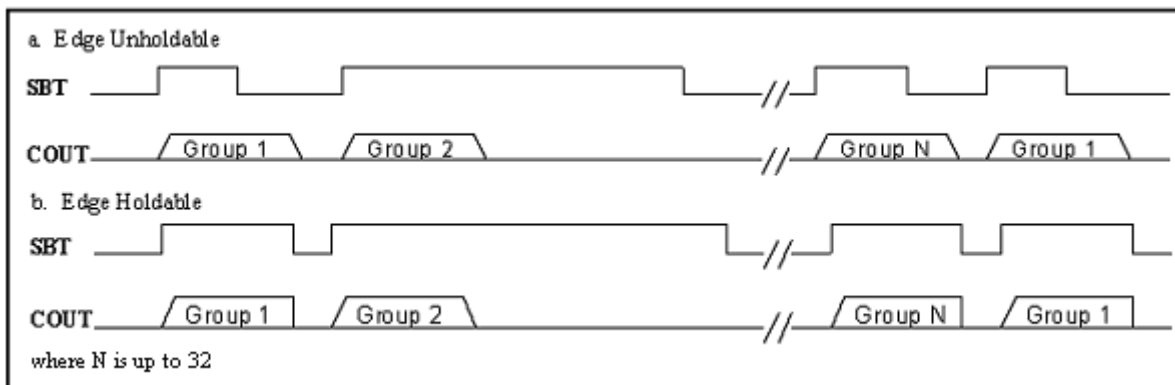 a. Edge Unholdable
SBT
COUT Group 1 Group 2 Group N Group 1
b. Edge Holdable
SBT
COUT Group 1 Group 2 Group N Group 1
where N is up to 32